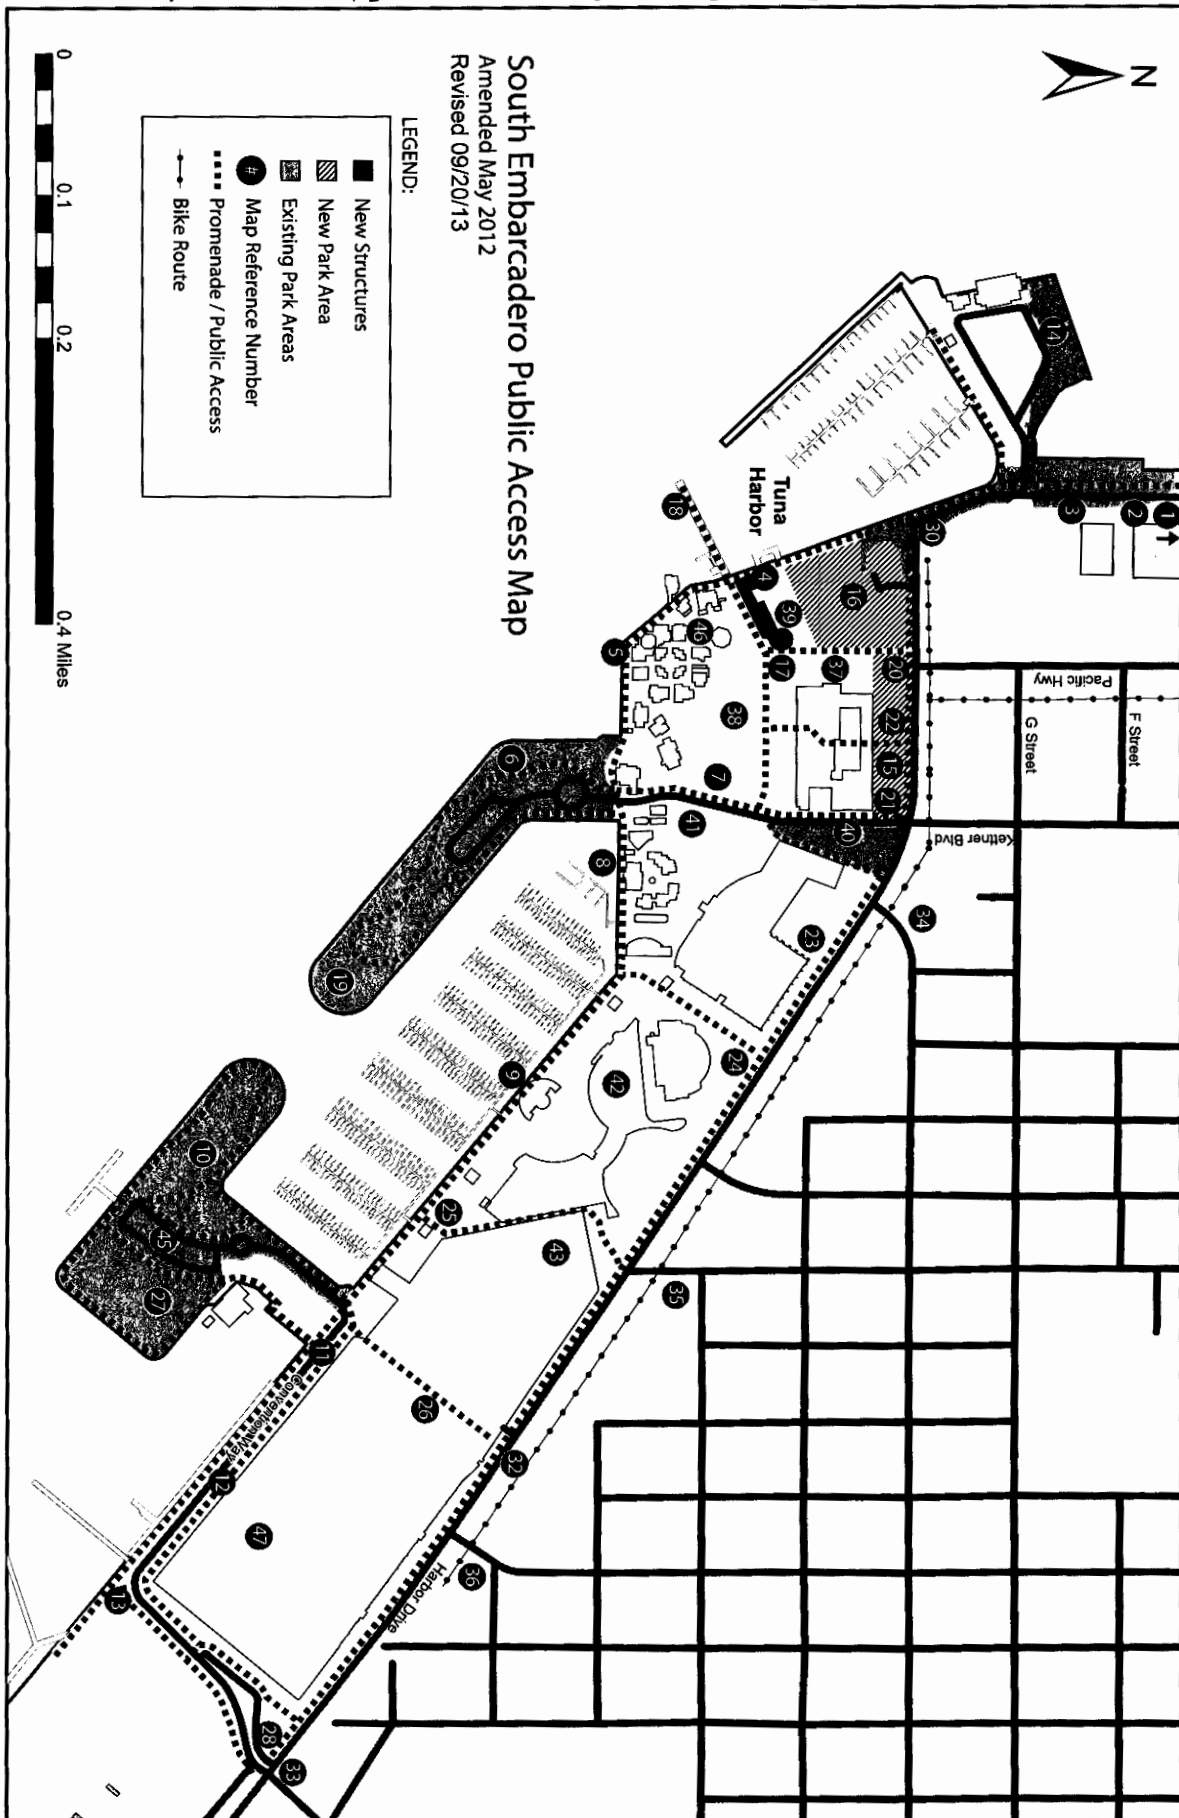 South Embarcadero Public Access Map
Amended May 2012
Revised 09/20/13
N
LEGEND:
New Structures
New Park Area
Existing Park Areas
# Map Reference Number
Promenade / Public Access
Bike Route
0 0.1 0.2 0.4 Miles
Tuna
Harbor
Pacific Hwy
F Street
G Street
Kettner Blvd
Harbor Drive
Convention Way
1
2
3
4
5
6
7
8
9
10
11
12
13
14
15
16
17
18
19
20
21
22
23
24
25
26
27
28
30
32
33
34
35
36
37
38
39
40
41
42
43
45
46
47